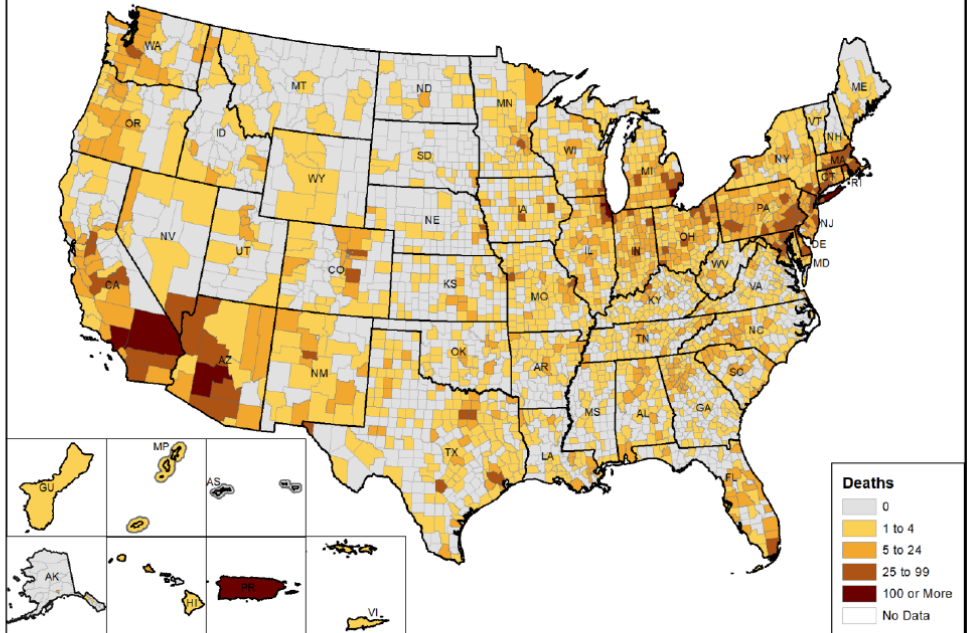 WA
MT
ND
MN
ME
OR
ID
SD
WI
MI
VT
NH
NY
MA
CT
RI
WY
IA
NE
PA
NJ
NV
UT
CO
IL
IN
OH
DE
MD
CA
KS
MO
WV
VA
KY
AZ
NM
OK
AR
TN
NC
SC
MS
AL
GA
TX
LA
FL
GU
MP
AS
AK
HI
PR
VI
Deaths
0
1 to 4
5 to 24
25 to 99
100 or More
No Data